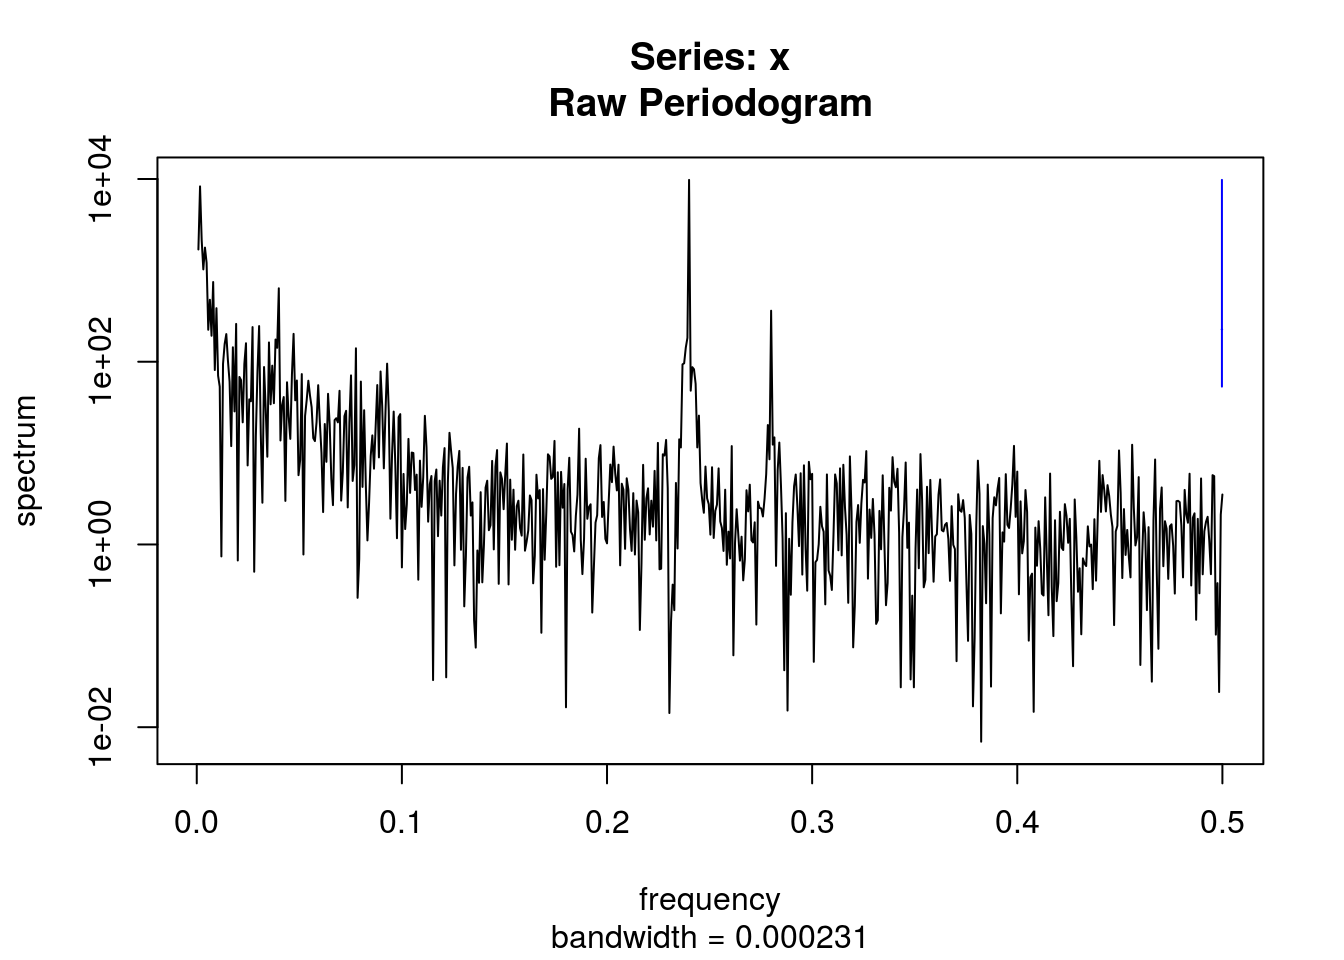 Series: x
Raw Periodogram
spectrum
1e+04
1e+02
1e+00
1e-02
0.0 0.1 0.2 0.3 0.4 0.5
frequency
bandwidth = 0.000231